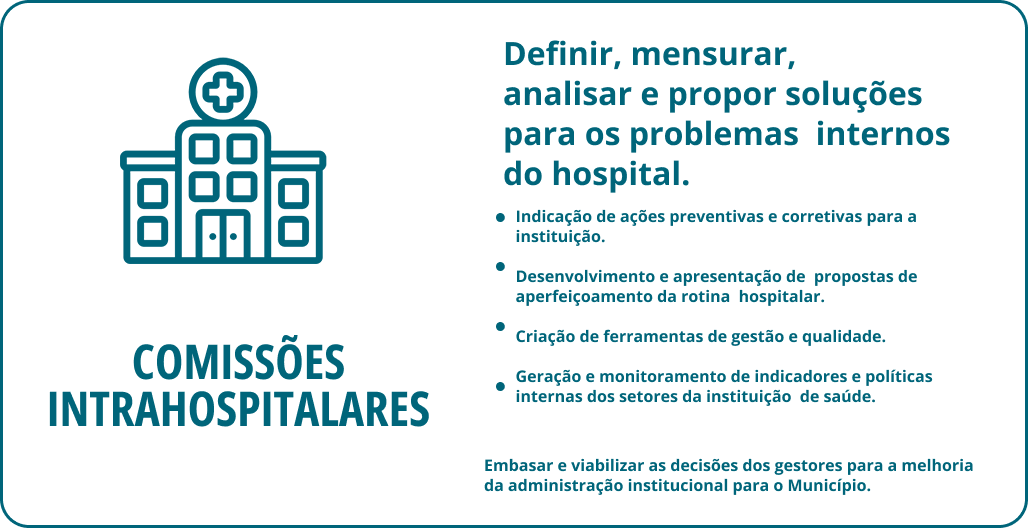 COMISSÕES
INTRAHOSPITALARES
Definir, mensurar,
analisar e propor soluções
para os problemas  internos
do hospital.
Indicação de ações preventivas e corretivas para a
instituição.
Desenvolvimento e apresentação de  propostas de
aperfeiçoamento da rotina  hospitalar.
Criação de ferramentas de gestão e qualidade.
Geração e monitoramento de indicadores e políticas
internas dos setores da instituição  de saúde.
Embasar e viabilizar as decisões dos gestores para a melhoria
da administração institucional para o Município.